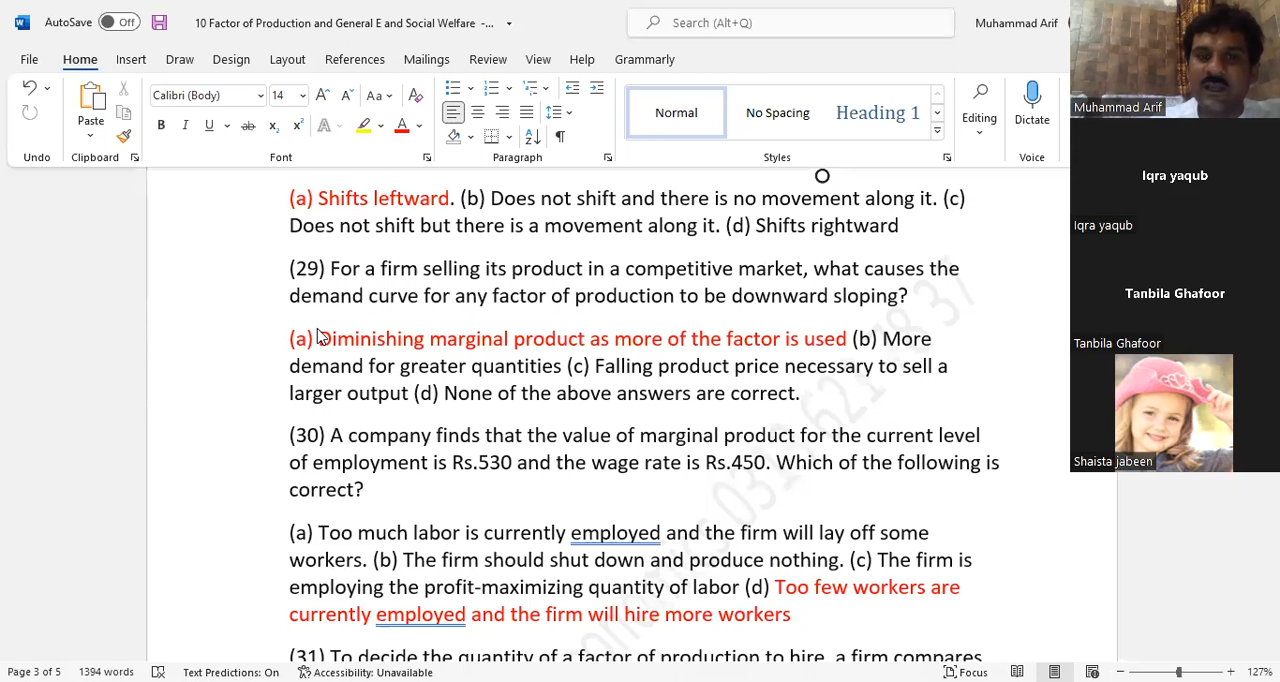 AutoSave Off 10 Factor of Production and General E and Social Welfare -... Search (Alt+Q) Muhammad Arif
File Home Insert Draw Design Layout References Mailings Review View Help Grammarly
Calibri (Body) 14 Aa Normal No Spacing Heading 1
Paste Editing Dictate
Undo Clipboard Font Paragraph Styles Voice
(a) Shifts leftward. (b) Does not shift and there is no movement along it. (c)
Does not shift but there is a movement along it. (d) Shifts rightward
(29) For a firm selling its product in a competitive market, what causes the
demand curve for any factor of production to be downward sloping?
(a) Diminishing marginal product as more of the factor is used (b) More
demand for greater quantities (c) Falling product price necessary to sell a
larger output (d) None of the above answers are correct.
(30) A company finds that the value of marginal product for the current level
of employment is Rs.530 and the wage rate is Rs.450. Which of the following is
correct?
(a) Too much labor is currently employed and the firm will lay off some
workers. (b) The firm should shut down and produce nothing. (c) The firm is
employing the profit-maximizing quantity of labor (d) Too few workers are
currently employed and the firm will hire more workers
(31) To decide the quantity of a factor of production to hire, a firm compares
Page 3 of 5 1394 words Text Predictions: On Accessibility: Unavailable Focus 127%
Muhammad Arif
Iqra yaqub
Iqra yaqub
Tanbila Ghafoor
Tanbila Ghafoor
Shaista jabeen